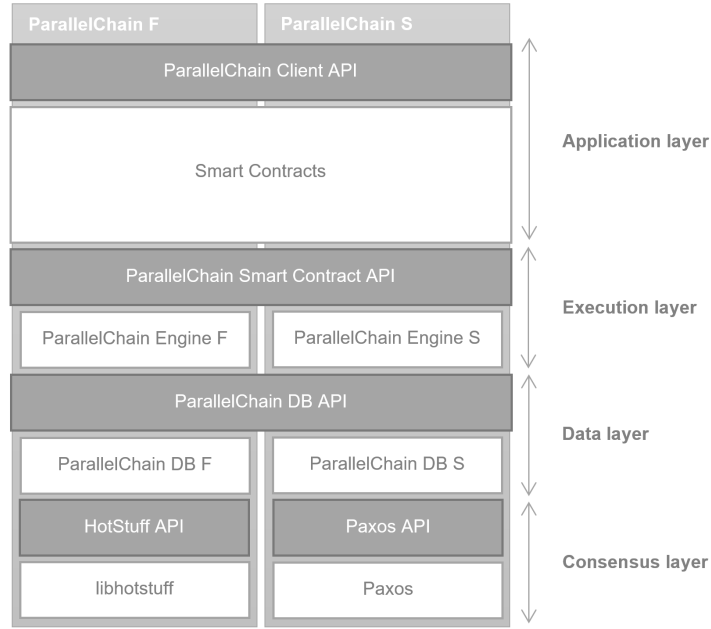 ParallelChain F
ParallelChain S
ParallelChain Client API
Application layer
Smart Contracts
ParallelChain Smart Contract API
Execution layer
ParallelChain Engine F
ParallelChain Engine S
ParallelChain DB API
Data layer
ParallelChain DB F
ParallelChain DB S
HotStuff API
Paxos API
Consensus layer
libhotstuff
Paxos